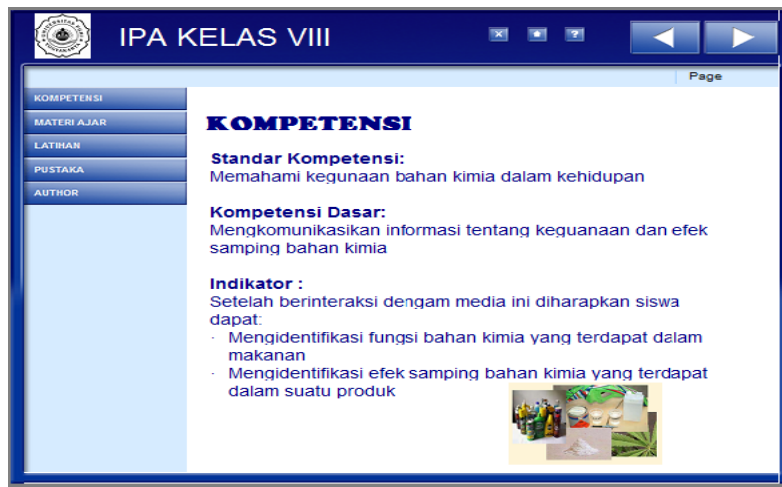 IPA KELAS VIII
Page
KOMPETENSI
MATERI AJAR
LATIHAN
PUSTAKA
AUTHOR
KOMPETENSI
Standar Kompetensi:
Memahami kegunaan bahan kimia dalam kehidupan
Kompetensi Dasar:
Mengkomunikasikan informasi tentang keguanaan dan efek
samping bahan kimia
Indikator :
Setelah berinteraksi dengam media ini diharapkan siswa
dapat:
· Mengidentifikasi fungsi bahan kimia yang terdapat dalam
makanan
· Mengidentifikasi efek samping bahan kimia yang terdapat
dalam suatu produk